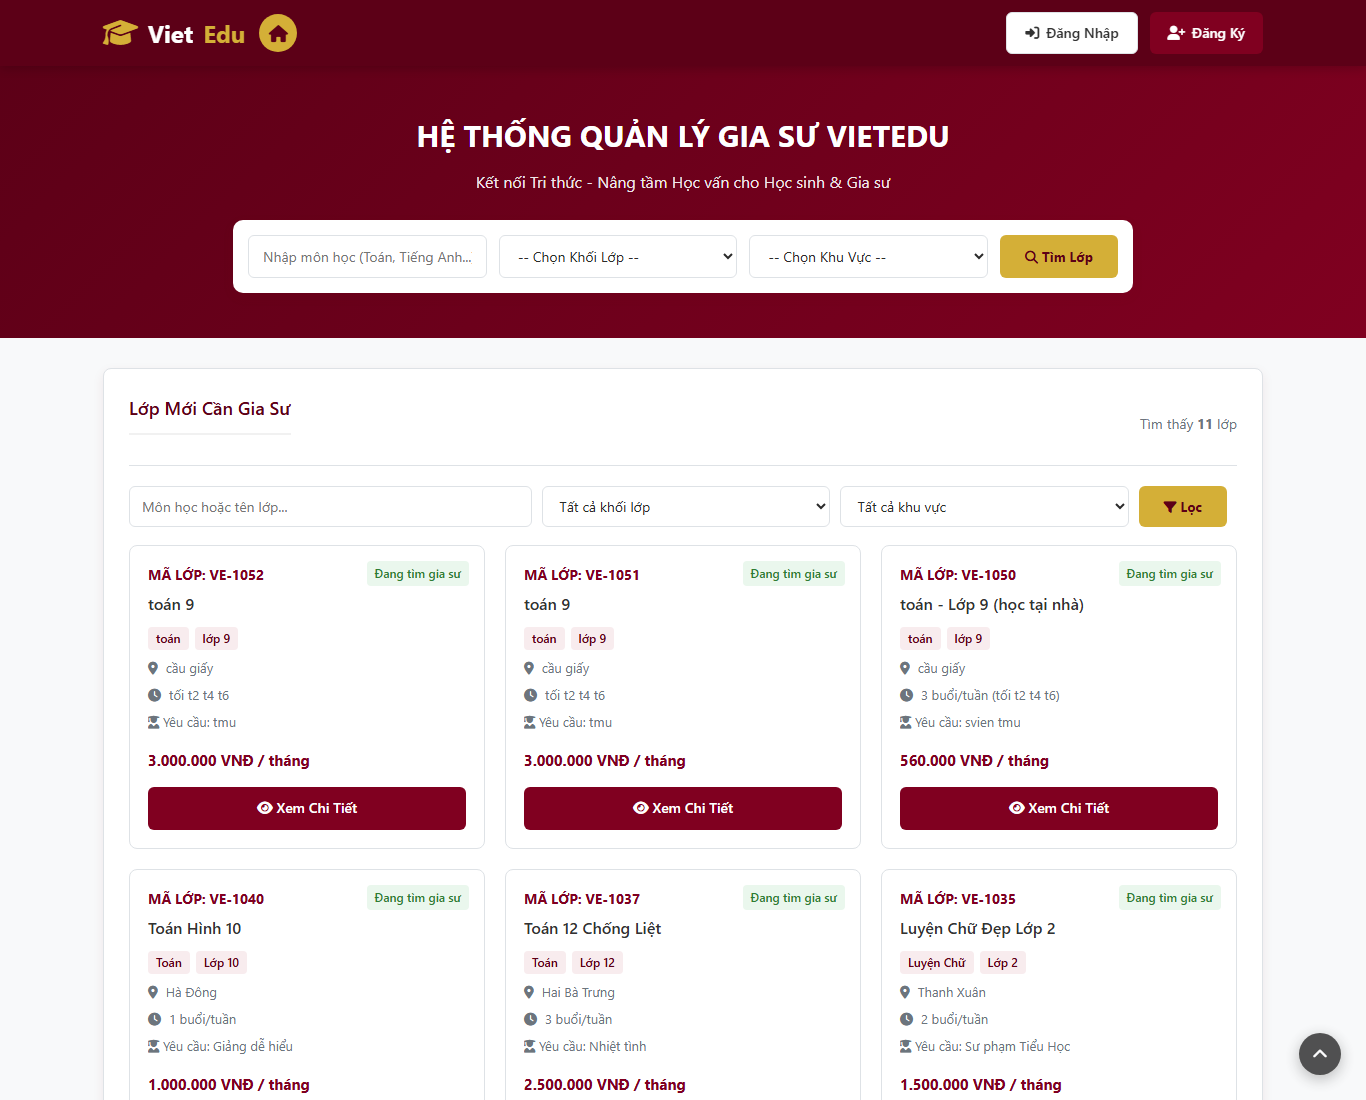 Viet Edu
Đăng Nhập
Đăng Ký
HỆ THỐNG QUẢN LÝ GIA SƯ VIETEDU
Kết nối Tri thức - Nâng tầm Học vấn cho Học sinh & Gia sư
Nhập môn học (Toán, Tiếng Anh...
-- Chọn Khối Lớp --
-- Chọn Khu Vực --
Tìm Lớp
Lớp Mới Cần Gia Sư
Tìm thấy 11 lớp
Môn học hoặc tên lớp...
Tất cả khối lớp
Tất cả khu vực
Lọc
MÃ LỚP: VE-1052
Đang tìm gia sư
toán 9
toán
lớp 9
cầu giấy
tối t2 t4 t6
Yêu cầu: tmu
3.000.000 VNĐ / tháng
Xem Chi Tiết
MÃ LỚP: VE-1051
Đang tìm gia sư
toán 9
toán
lớp 9
cầu giấy
tối t2 t4 t6
Yêu cầu: tmu
3.000.000 VNĐ / tháng
Xem Chi Tiết
MÃ LỚP: VE-1050
Đang tìm gia sư
toán - Lớp 9 (học tại nhà)
toán
lớp 9
cầu giấy
3 buổi/tuần (tối t2 t4 t6)
Yêu cầu: svien tmu
560.000 VNĐ / tháng
Xem Chi Tiết
MÃ LỚP: VE-1040
Đang tìm gia sư
Toán Hình 10
Toán
Lớp 10
Hà Đông
1 buổi/tuần
Yêu cầu: Giảng dễ hiểu
1.000.000 VNĐ / tháng
MÃ LỚP: VE-1037
Đang tìm gia sư
Toán 12 Chống Liệt
Toán
Lớp 12
Hai Bà Trưng
3 buổi/tuần
Yêu cầu: Nhiệt tình
2.500.000 VNĐ / tháng
MÃ LỚP: VE-1035
Đang tìm gia sư
Luyện Chữ Đẹp Lớp 2
Luyện Chữ
Lớp 2
Thanh Xuân
2 buổi/tuần
Yêu cầu: Sư phạm Tiểu Học
1.500.000 VNĐ / tháng